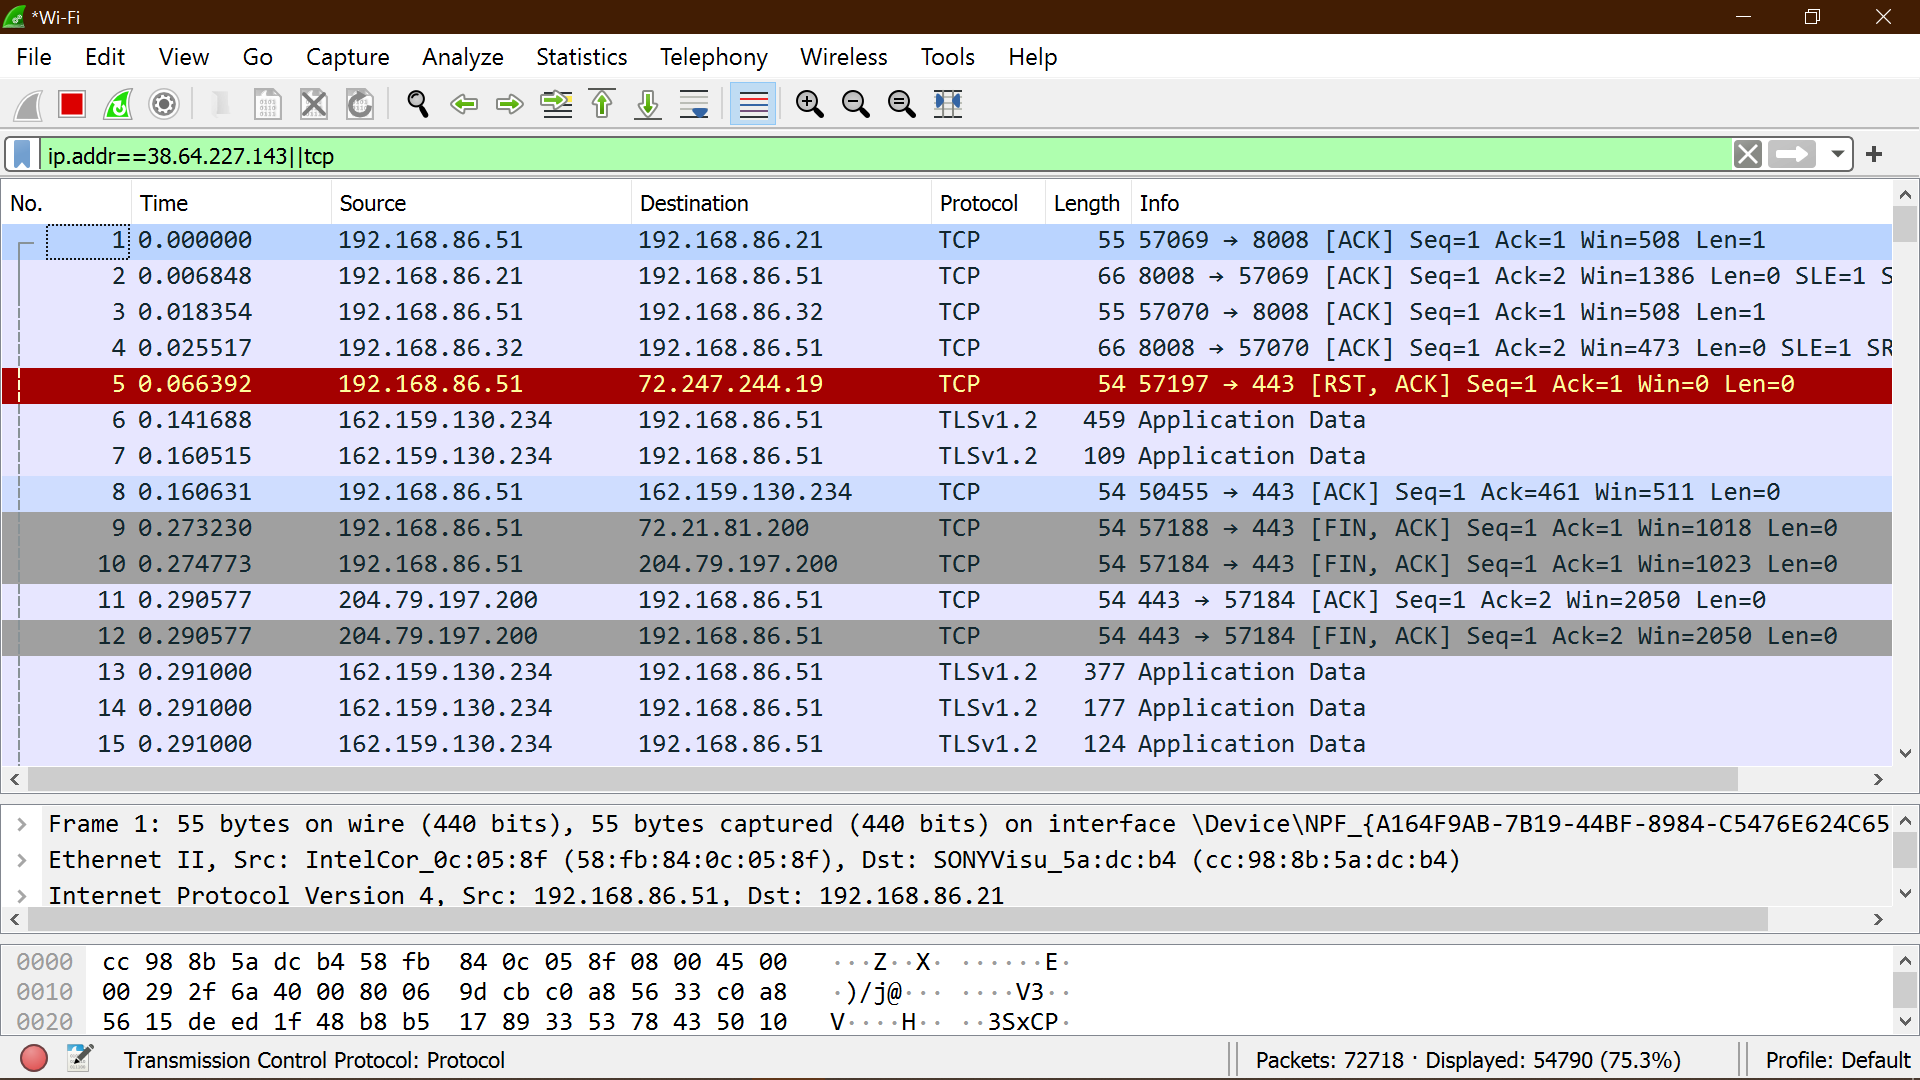 *Wi-Fi
File Edit View Go Capture Analyze Statistics Telephony Wireless Tools Help
ip.addr==38.64.227.143||tcp
No. Time Source Destination Protocol Length Info
1 0.000000 192.168.86.51 192.168.86.21 TCP 55 57069 → 8008 [ACK] Seq=1 Ack=1 Win=508 Len=1
2 0.006848 192.168.86.21 192.168.86.51 TCP 66 8008 → 57069 [ACK] Seq=1 Ack=2 Win=1386 Len=0 SLE=1 S
3 0.018354 192.168.86.51 192.168.86.32 TCP 55 57070 → 8008 [ACK] Seq=1 Ack=1 Win=508 Len=1
4 0.025517 192.168.86.32 192.168.86.51 TCP 66 8008 → 57070 [ACK] Seq=1 Ack=2 Win=473 Len=0 SLE=1 SR
5 0.066392 192.168.86.51 72.247.244.19 TCP 54 57197 → 443 [RST, ACK] Seq=1 Ack=1 Win=0 Len=0
6 0.141688 162.159.130.234 192.168.86.51 TLSv1.2 459 Application Data
7 0.160515 162.159.130.234 192.168.86.51 TLSv1.2 109 Application Data
8 0.160631 192.168.86.51 162.159.130.234 TCP 54 50455 → 443 [ACK] Seq=1 Ack=461 Win=511 Len=0
9 0.273230 192.168.86.51 72.21.81.200 TCP 54 57188 → 443 [FIN, ACK] Seq=1 Ack=1 Win=1018 Len=0
10 0.274773 192.168.86.51 204.79.197.200 TCP 54 57184 → 443 [FIN, ACK] Seq=1 Ack=1 Win=1023 Len=0
11 0.290577 204.79.197.200 192.168.86.51 TCP 54 443 → 57184 [ACK] Seq=1 Ack=2 Win=2050 Len=0
12 0.290577 204.79.197.200 192.168.86.51 TCP 54 443 → 57184 [FIN, ACK] Seq=1 Ack=2 Win=2050 Len=0
13 0.291000 162.159.130.234 192.168.86.51 TLSv1.2 377 Application Data
14 0.291000 162.159.130.234 192.168.86.51 TLSv1.2 177 Application Data
15 0.291000 162.159.130.234 192.168.86.51 TLSv1.2 124 Application Data
Frame 1: 55 bytes on wire (440 bits), 55 bytes captured (440 bits) on interface \Device\NPF_{A164F9AB-7B19-44BF-8984-C5476E624C65
Ethernet II, Src: IntelCor_0c:05:8f (58:fb:84:0c:05:8f), Dst: SONYVisu_5a:dc:b4 (cc:98:8b:5a:dc:b4)
Internet Protocol Version 4, Src: 192.168.86.51, Dst: 192.168.86.21
0000 cc 98 8b 5a dc b4 58 fb 84 0c 05 8f 08 00 45 00 ···Z··X· ······E·
0010 00 29 2f 6a 40 00 80 06 9d cb c0 a8 56 33 c0 a8 ·)/j@··· ····V3··
0020 56 15 de ed 1f 48 b8 b5 17 89 33 53 78 43 50 10 V····H·· ··3SxCP·
Transmission Control Protocol: Protocol
Packets: 72718 · Displayed: 54790 (75.3%)
Profile: Default